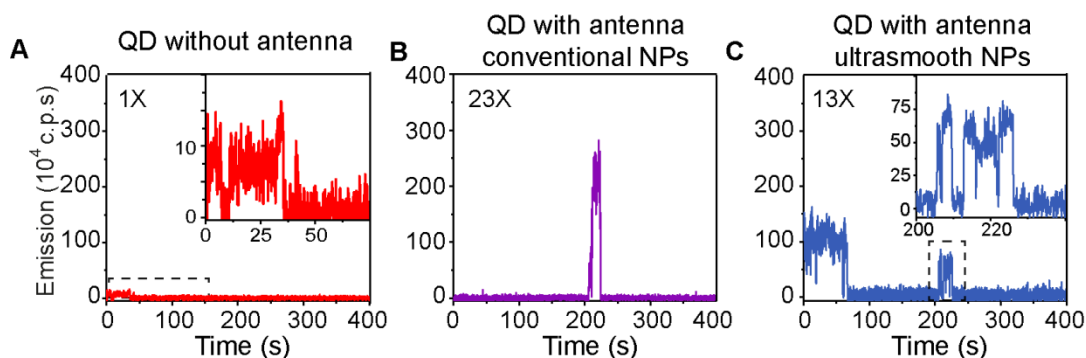 A
QD without antenna
1X
Emission (10⁴ c.p.s)
400
300
200
100
0
0 100 200 300 400
Time (s)
10
0
0 25 50
B
QD with antenna
conventional NPs
23X
400
300
200
100
0
0 100 200 300 400
Time (s)
C
QD with antenna
ultrasmooth NPs
13X
400
300
200
100
0
0 100 200 300 400
Time (s)
75
50
25
0
200 220